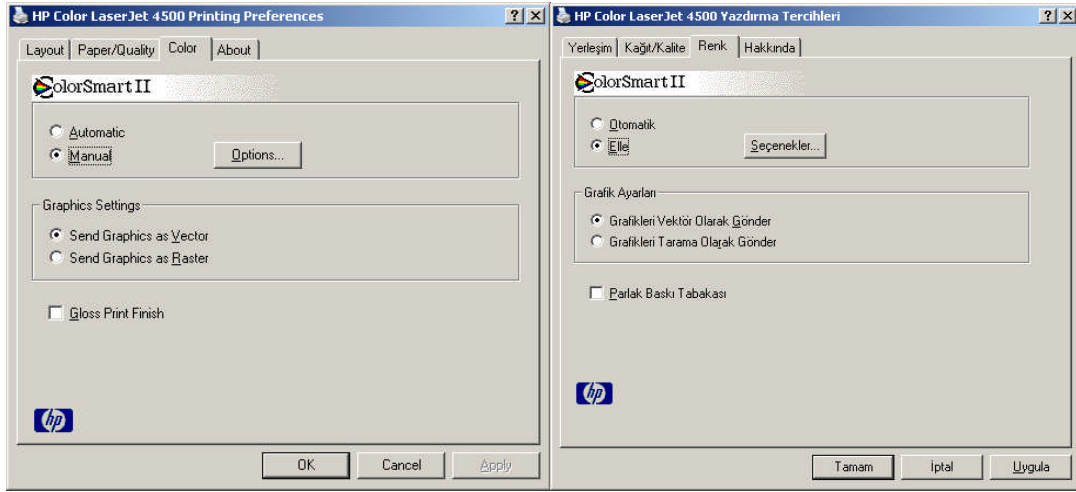 HP Color LaserJet 4500 Printing Preferences
Layout Paper/Quality Color About
ColorSmart II
Automatic
Manual Options...
Graphics Settings
Send Graphics as Vector
Send Graphics as Raster
Gloss Print Finish
hp
OK Cancel Apply
HP Color LaserJet 4500 Yazdırma Tercihleri
Yerleşim Kağıt/Kalite Renk Hakkında
ColorSmart II
Otomatik
Elle Seçenekler...
Grafik Ayarları
Grafikleri Vektör Olarak Gönder
Grafikleri Tarama Olarak Gönder
Parlak Baskı Tabakası
hp
Tamam İptal Uygula